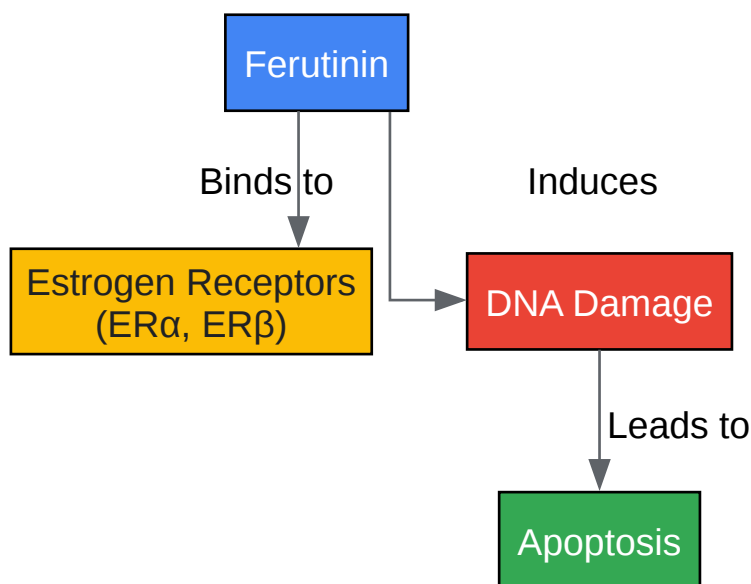 Ferutinin
Binds to
Induces
Estrogen Receptors
(ERα, ERβ)
DNA Damage
Leads to
Apoptosis